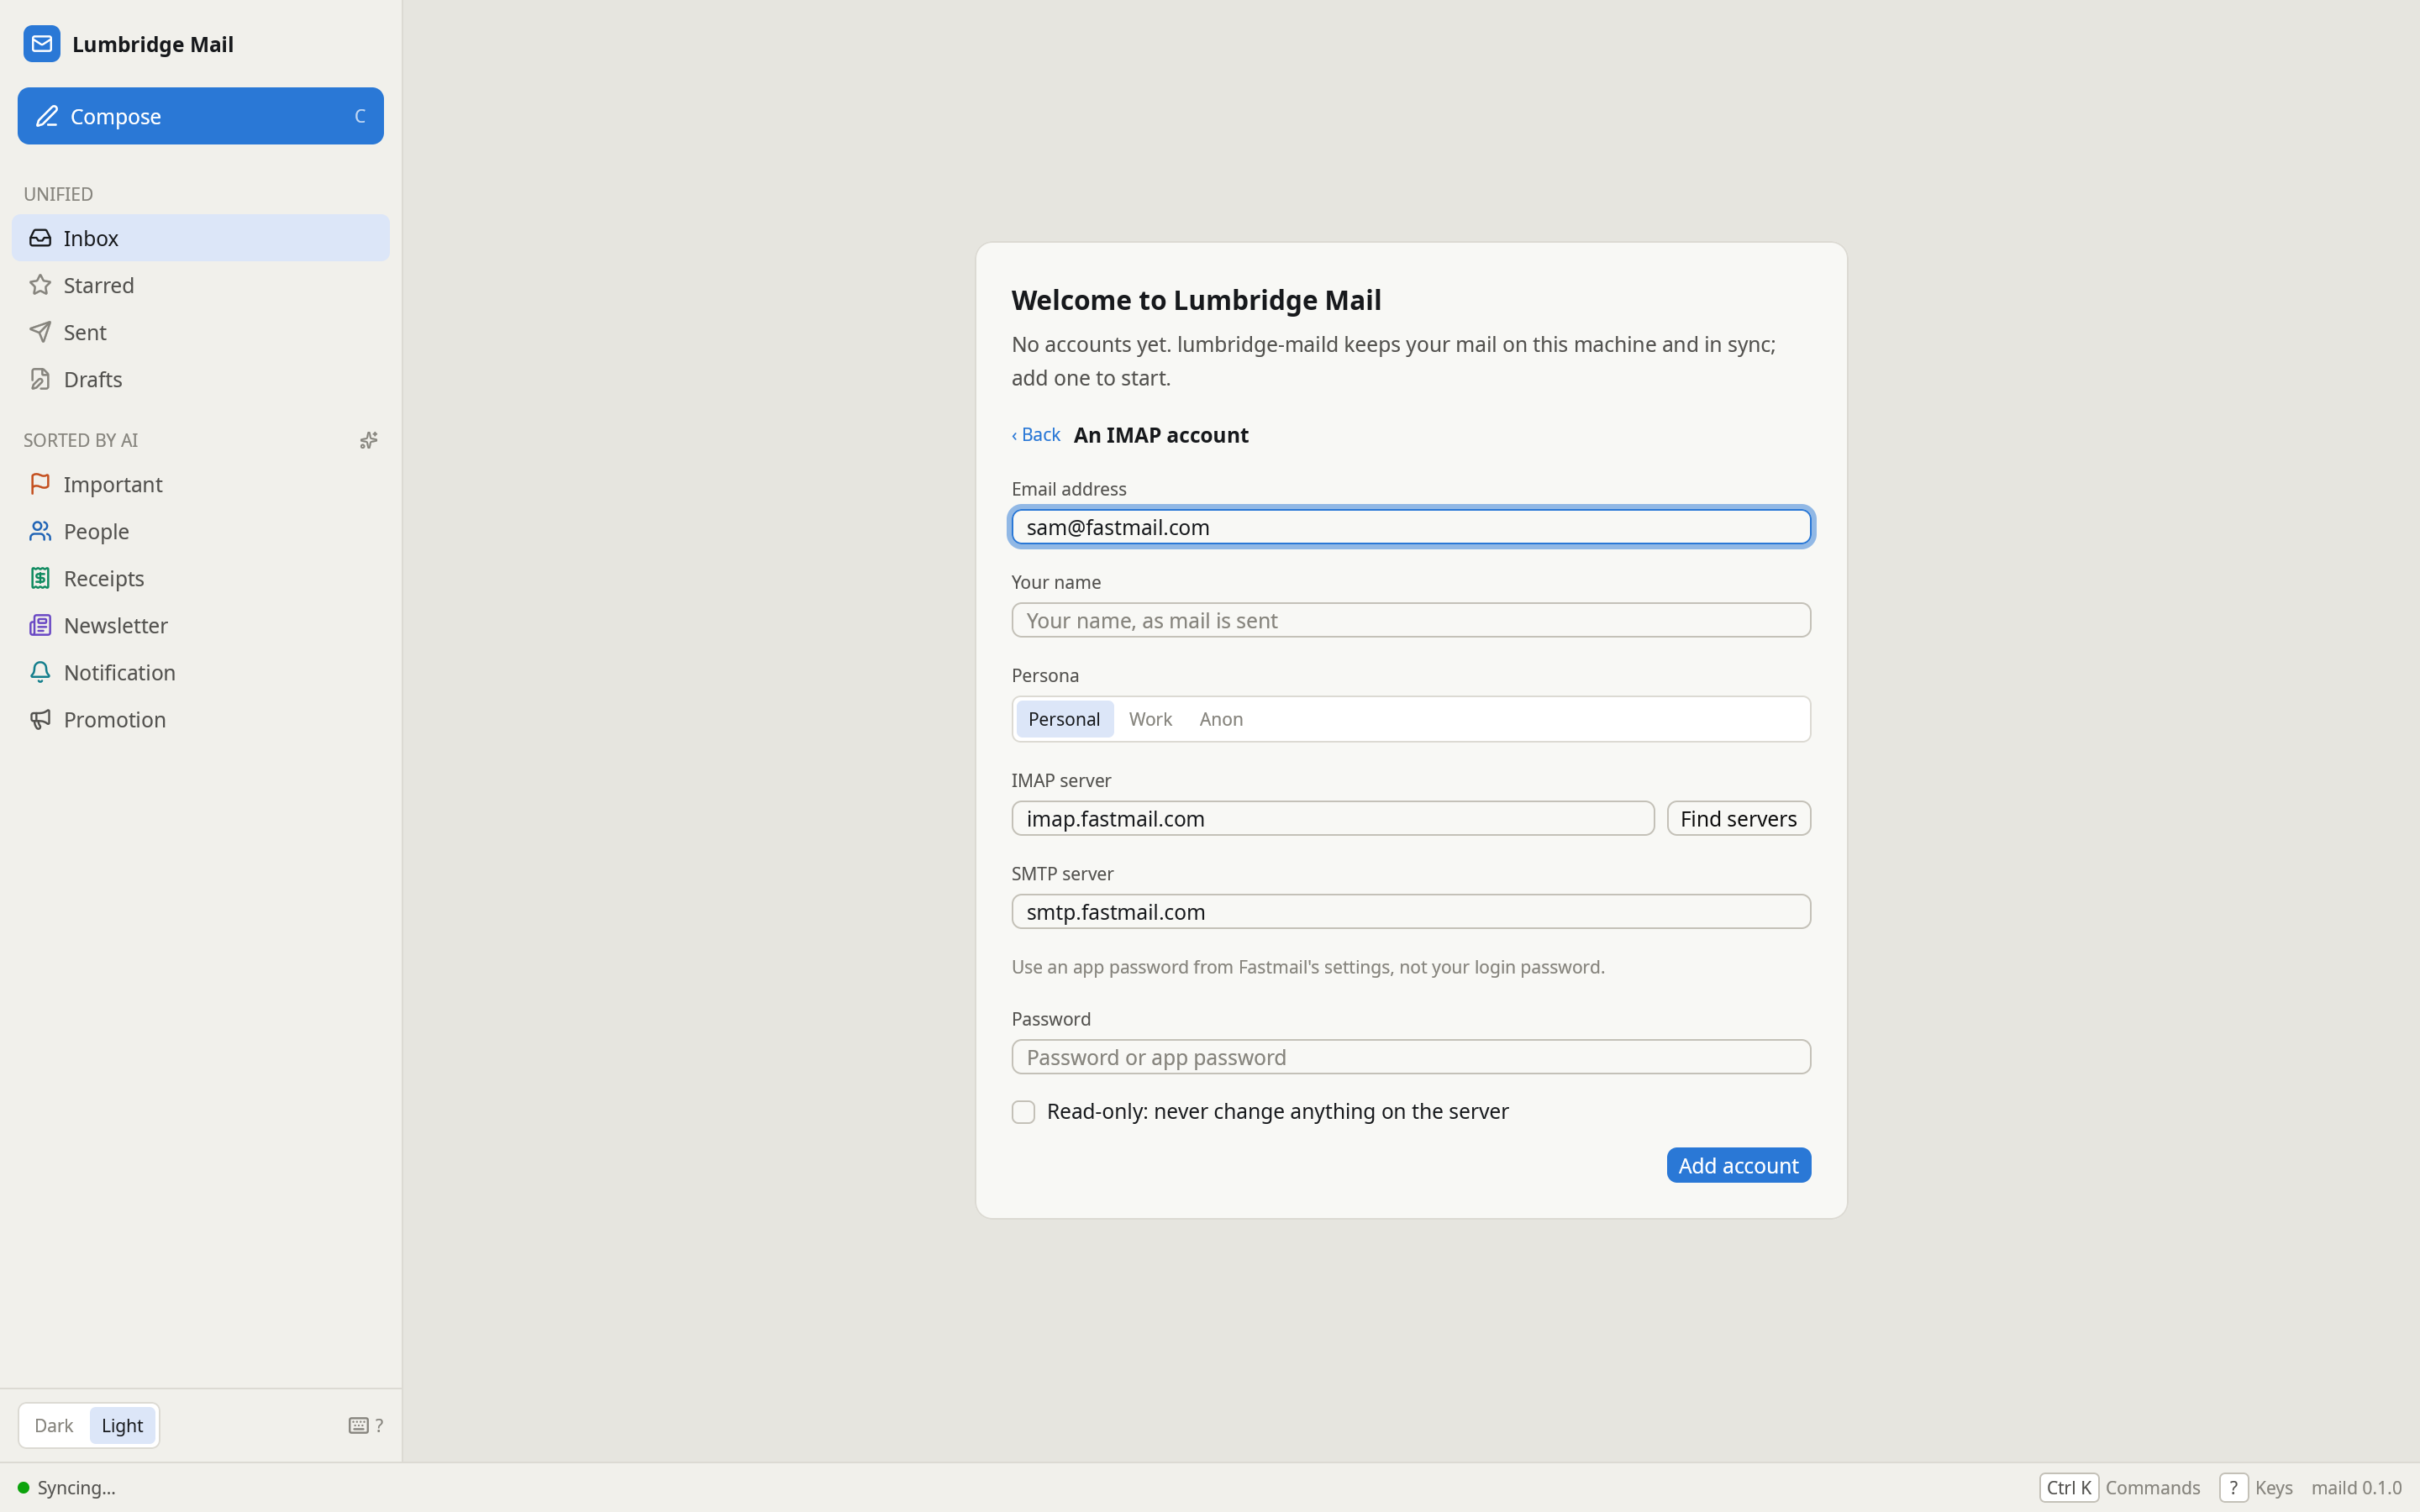 Lumbridge Mail
Compose C
UNIFIED
Inbox
Starred
Sent
Drafts
SORTED BY AI
Important
People
Receipts
Newsletter
Notification
Promotion
Dark Light ?
Syncing...
Welcome to Lumbridge Mail
No accounts yet. lumbridge-maild keeps your mail on this machine and in sync;
add one to start.
‹ Back An IMAP account
Email address
sam@fastmail.com
Your name
Your name, as mail is sent
Persona
Personal Work Anon
IMAP server
imap.fastmail.com Find servers
SMTP server
smtp.fastmail.com
Use an app password from Fastmail's settings, not your login password.
Password
Password or app password
Read-only: never change anything on the server
Add account
Ctrl K Commands ? Keys maild 0.1.0